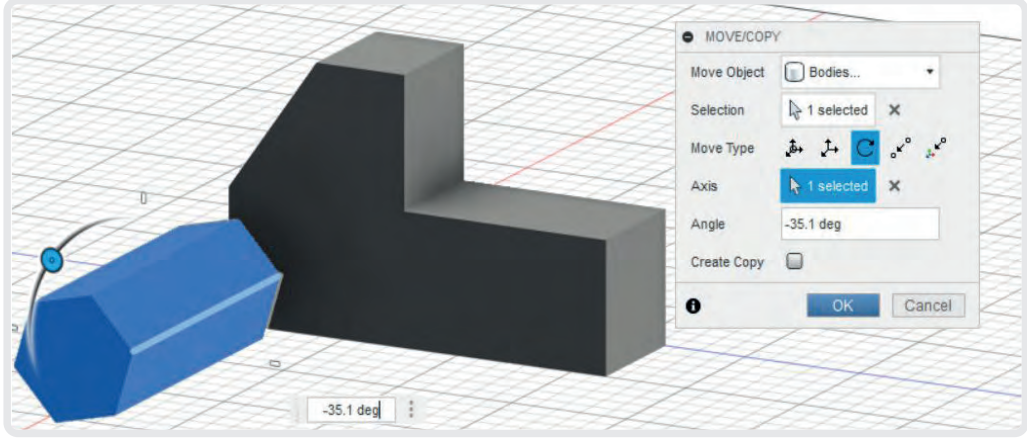 MOVE/COPY
Move Object Bodies...
Selection 1 selected
Move Type
Axis 1 selected
Angle -35.1 deg
Create Copy
OK Cancel
-35.1 deg